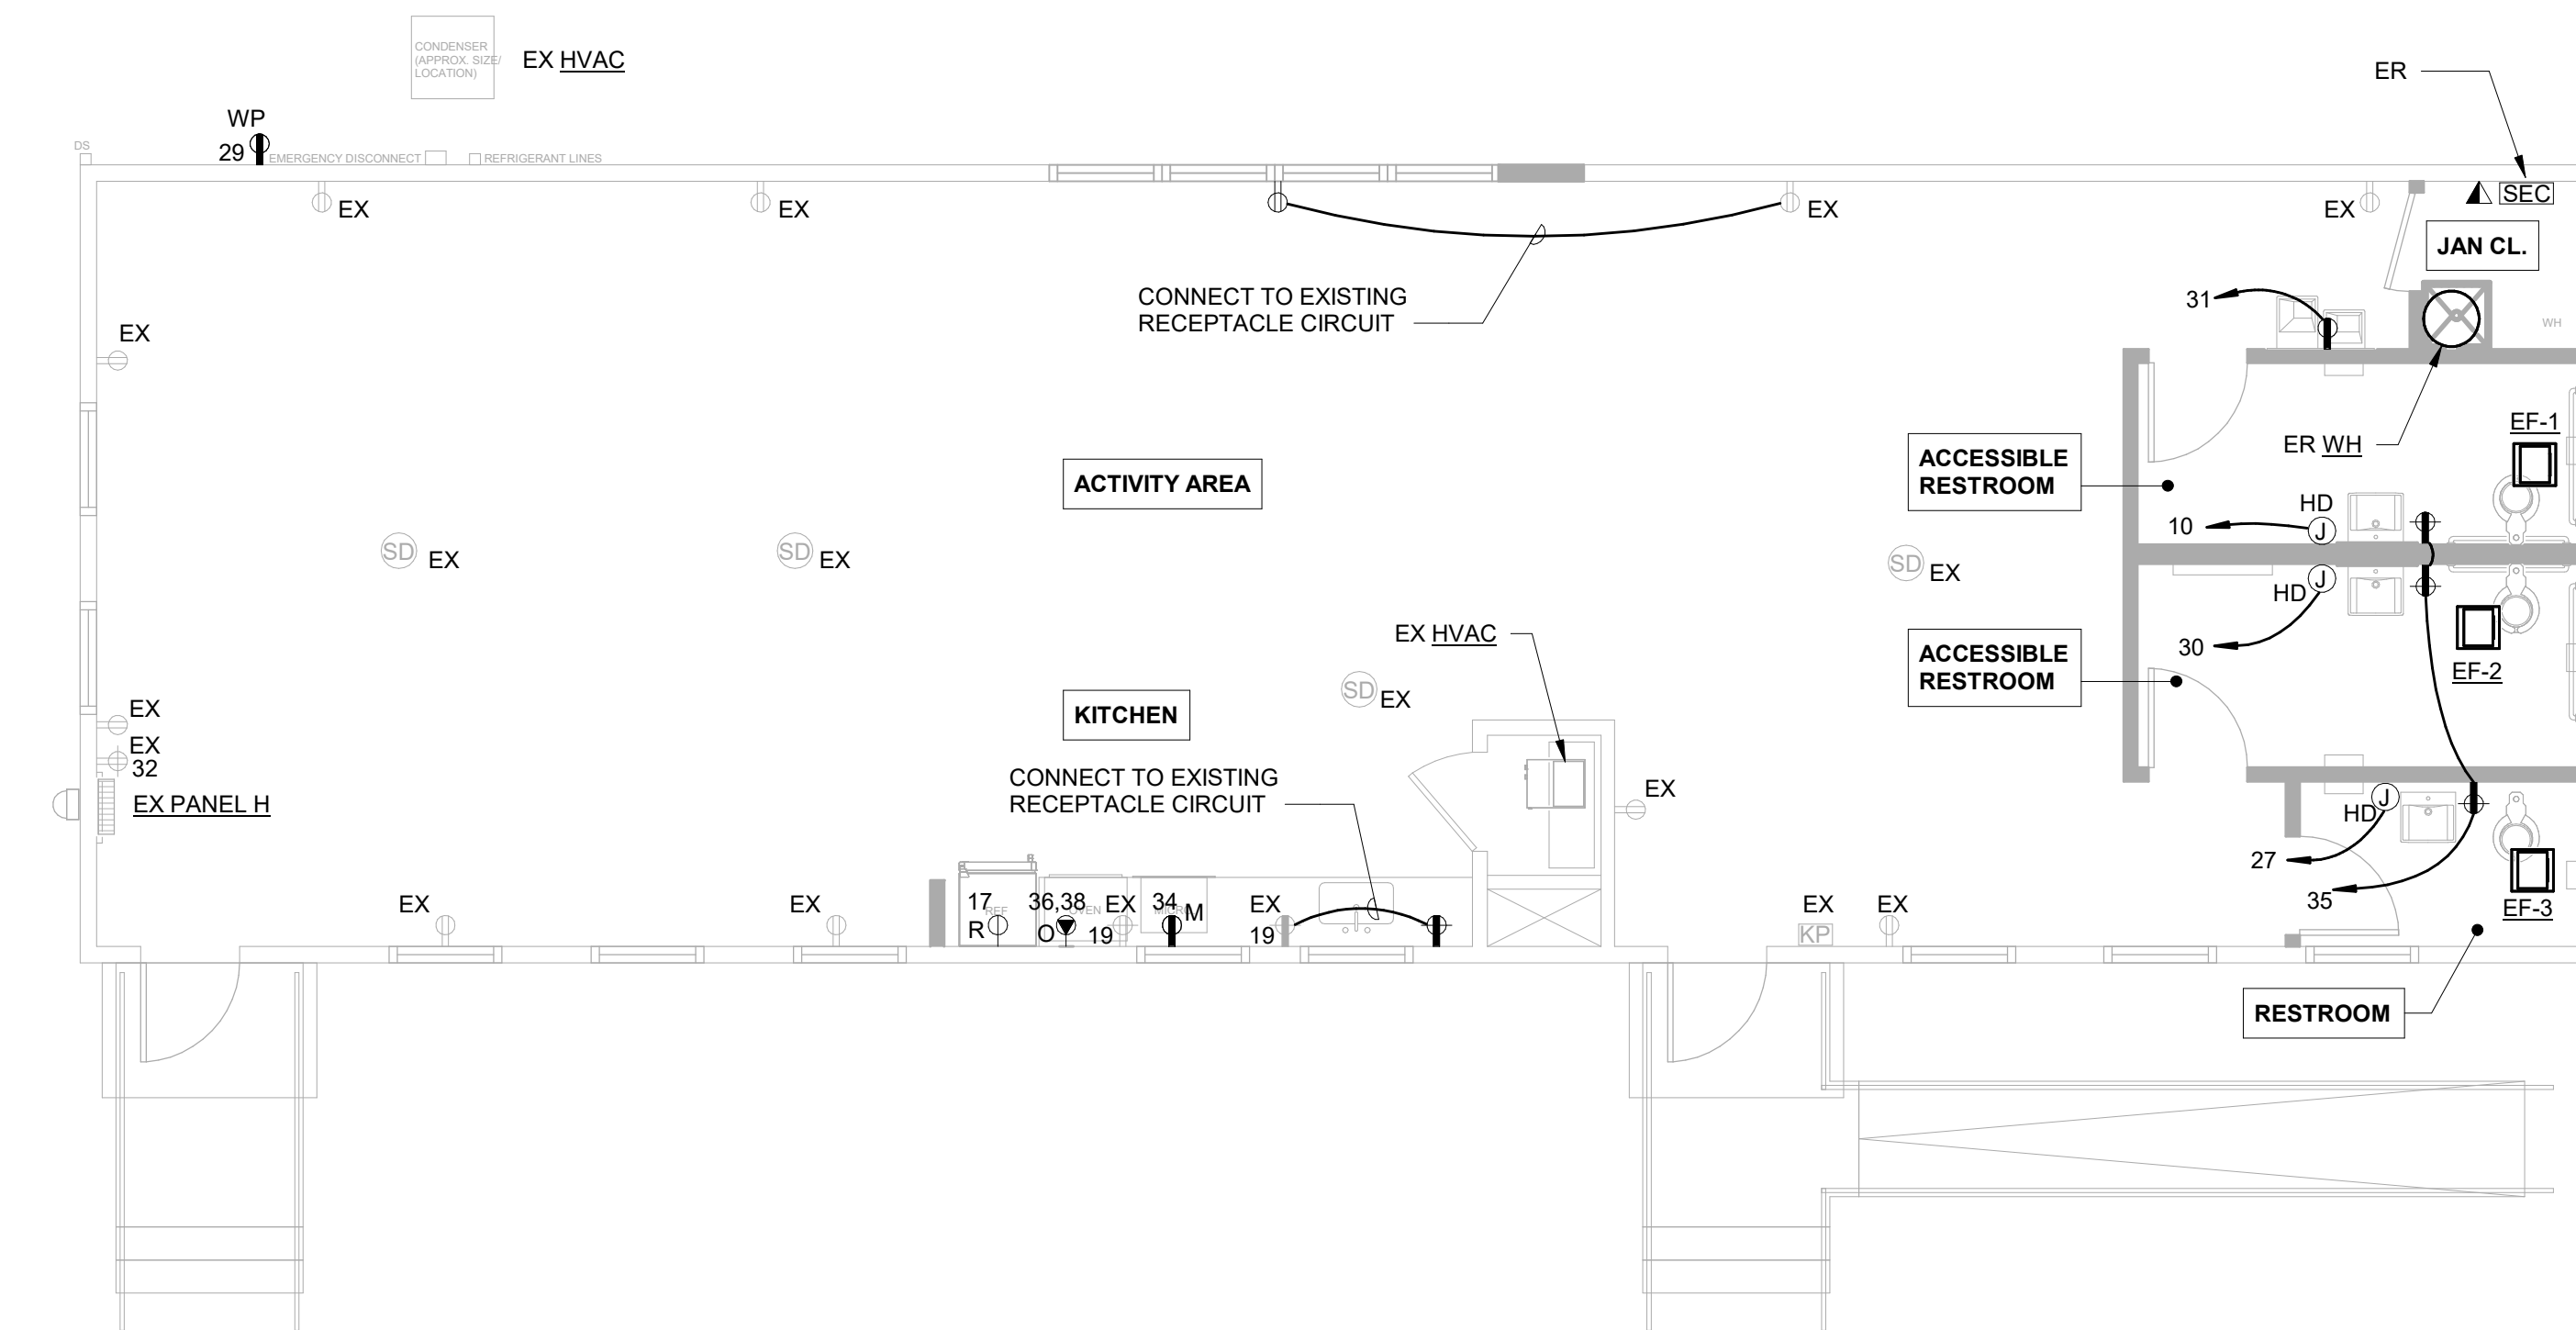 CONDENSER
(APPROX. SIZE/
LOCATION)
EX HVAC
ER
WP
29
DS
EMERGENCY DISCONNECT
REFRIGERANT LINES
EX
EX
EX
EX
SEC
JAN CL.
CONNECT TO EXISTING
RECEPTACLE CIRCUIT
31
WH
EX
ER WH
EF-1
ACCESSIBLE
RESTROOM
ACTIVITY AREA
HD
10
J
SD
EX
SD
EX
SD
EX
J
HD
30
EX HVAC
ACCESSIBLE
RESTROOM
EF-2
SD
EX
EX
KITCHEN
EX
32
CONNECT TO EXISTING
RECEPTACLE CIRCUIT
EX
EX PANEL H
J
HD
27
35
EF-3
EX
EX
17
REF
R
36,38
OVEN
O
EX
19
34
MICRO
M
EX
19
EX
KP
EX
RESTROOM